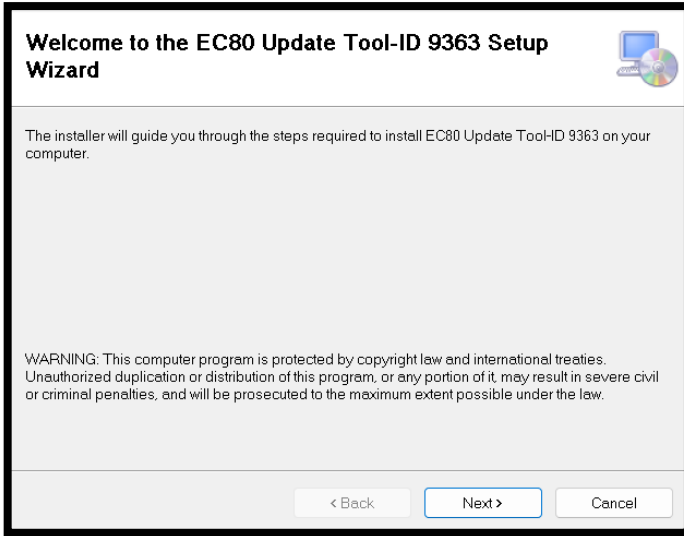 Welcome to the EC80 Update Tool-ID 9363 Setup
Wizard
The installer will guide you through the steps required to install EC80 Update Tool-ID 9363 on your
computer.
WARNING: This computer program is protected by copyright law and international treaties.
Unauthorized duplication or distribution of this program, or any portion of it, may result in severe civil
or criminal penalties, and will be prosecuted to the maximum extent possible under the law.
< Back
Next >
Cancel